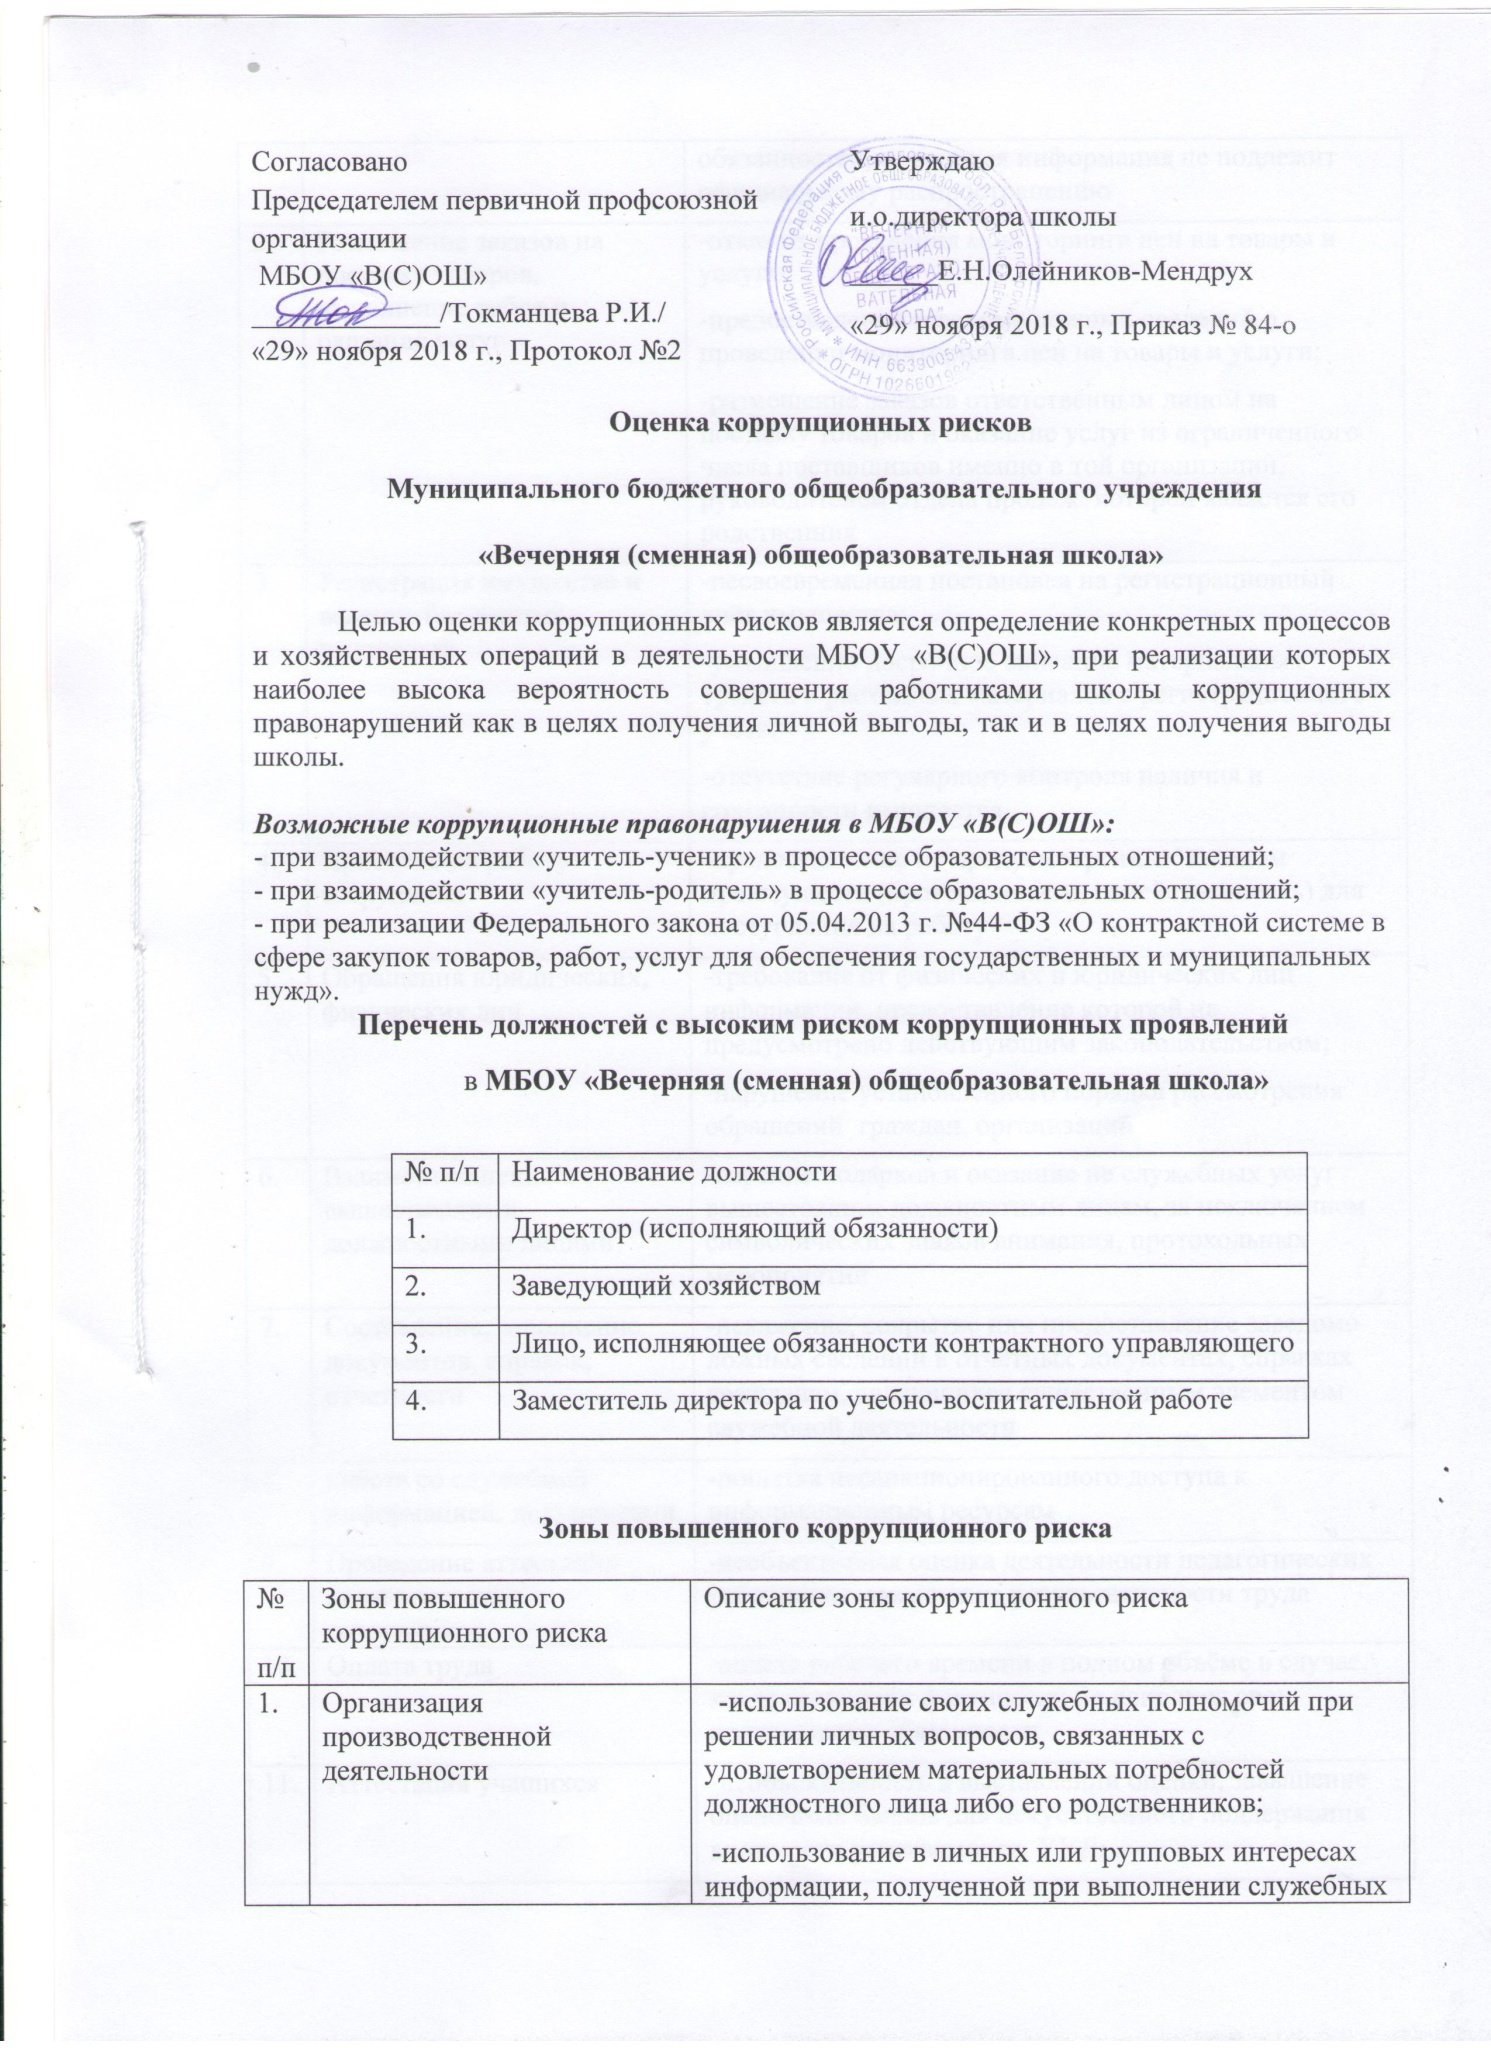 Согласовано
Председателем первичной профсоюзной
организации
МБОУ «В(С)ОШ»
______________/Токманцева Р.И./
«29» ноября 2018 г., Протокол №2
Утверждаю
и.о.директора школы
______Е.Н.Олейников-Мендрух
«29» ноября 2018 г., Приказ № 84-о
Российская Федерация
"ВЕЧЕРНЯЯ
(СМЕННАЯ)
ОБЩЕОБРАЗО-
ВАТЕЛЬНАЯ
ШКОЛА"
Оценка коррупционных рисков
Муниципального бюджетного общеобразовательного учреждения
«Вечерняя (сменная) общеобразовательная школа»
Целью оценки коррупционных рисков является определение конкретных процессов
и хозяйственных операций в деятельности МБОУ «В(С)ОШ», при реализации которых
наиболее высока вероятность совершения работниками школы коррупционных
правонарушений как в целях получения личной выгоды, так и в целях получения выгоды
школы.
Возможные коррупционные правонарушения в МБОУ «В(С)ОШ»:
- при взаимодействии «учитель-ученик» в процессе образовательных отношений;
- при взаимодействии «учитель-родитель» в процессе образовательных отношений;
- при реализации Федерального закона от 05.04.2013 г. №44-ФЗ «О контрактной системе в
сфере закупок товаров, работ, услуг для обеспечения государственных и муниципальных
нужд».
Перечень должностей с высоким риском коррупционных проявлений
в МБОУ «Вечерняя (сменная) общеобразовательная школа»
№ п/п Наименование должности
1. Директор (исполняющий обязанности)
2. Заведующий хозяйством
3. Лицо, исполняющее обязанности контрактного управляющего
4. Заместитель директора по учебно-воспитательной работе
Зоны повышенного коррупционного риска
№
п/п
Зоны повышенного
коррупционного риска
Описание зоны коррупционного риска
1.
Организация
производственной
деятельности
-использование своих служебных полномочий при
решении личных вопросов, связанных с
удовлетворением материальных потребностей
должностного лица либо его родственников;
-использование в личных или групповых интересах
информации, полученной при выполнении служебных